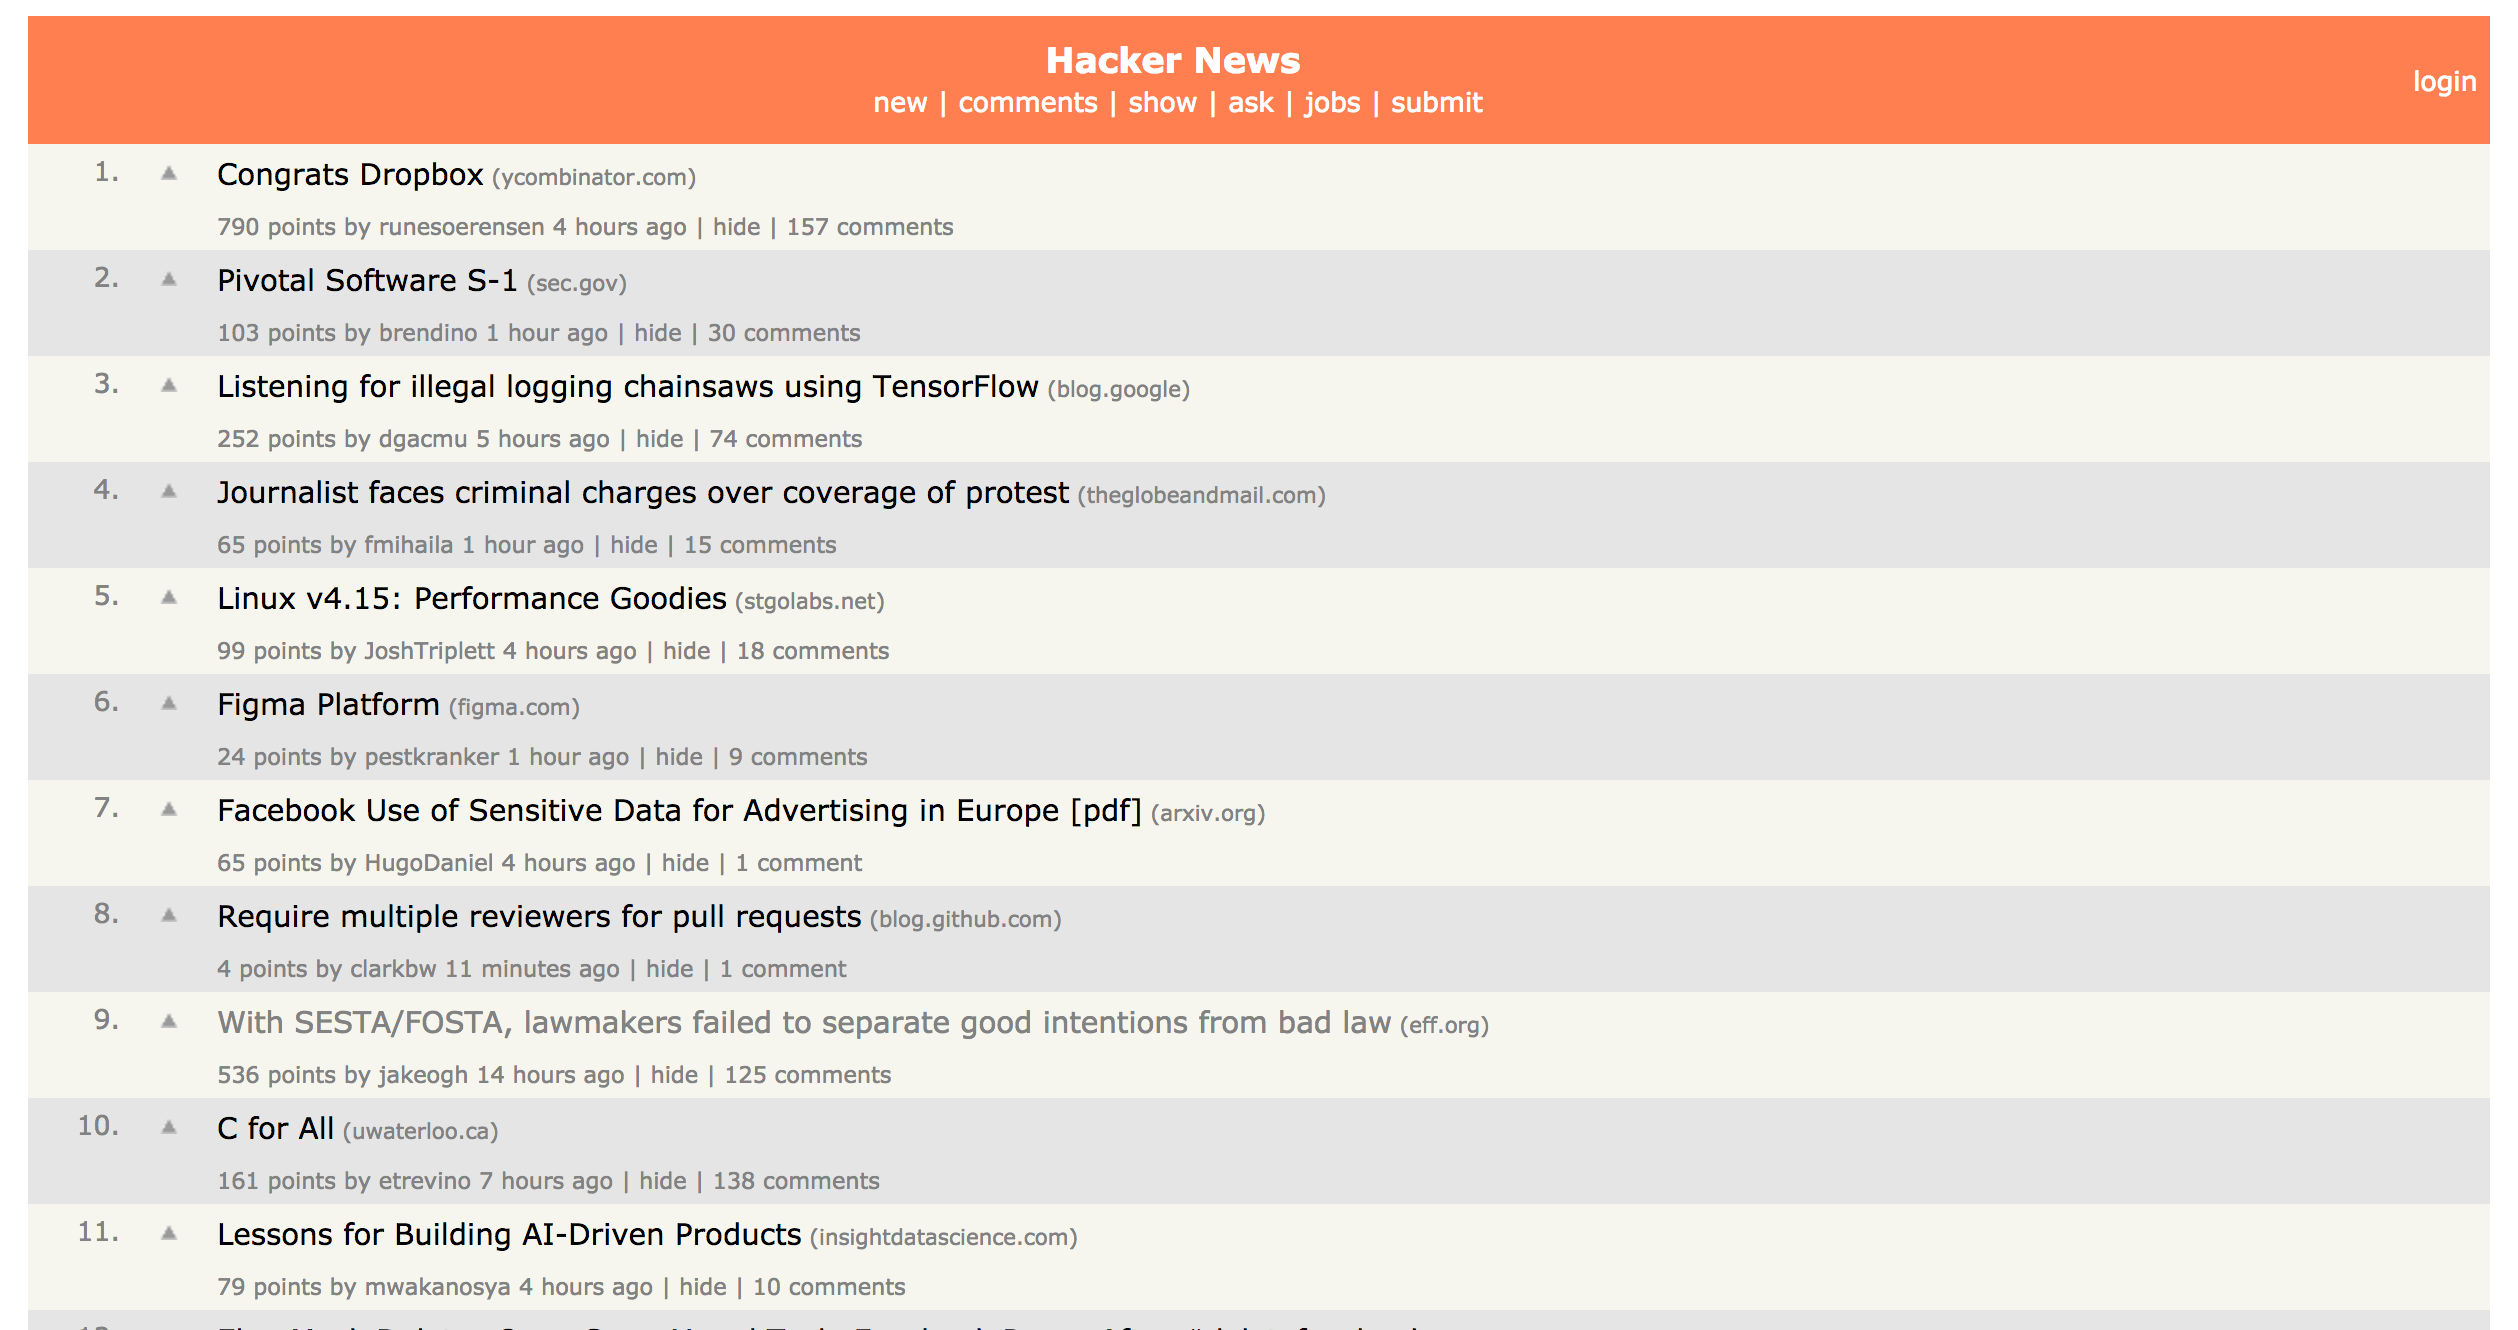 Hacker News
new | comments | show | ask | jobs | submit
login
1. ▲ Congrats Dropbox (ycombinator.com)
790 points by runesoerensen 4 hours ago | hide | 157 comments
2. ▲ Pivotal Software S-1 (sec.gov)
103 points by brendino 1 hour ago | hide | 30 comments
3. ▲ Listening for illegal logging chainsaws using TensorFlow (blog.google)
252 points by dgacmu 5 hours ago | hide | 74 comments
4. ▲ Journalist faces criminal charges over coverage of protest (theglobeandmail.com)
65 points by fmihaila 1 hour ago | hide | 15 comments
5. ▲ Linux v4.15: Performance Goodies (stgolabs.net)
99 points by JoshTriplett 4 hours ago | hide | 18 comments
6. ▲ Figma Platform (figma.com)
24 points by pestkranker 1 hour ago | hide | 9 comments
7. ▲ Facebook Use of Sensitive Data for Advertising in Europe [pdf] (arxiv.org)
65 points by HugoDaniel 4 hours ago | hide | 1 comment
8. ▲ Require multiple reviewers for pull requests (blog.github.com)
4 points by clarkbw 11 minutes ago | hide | 1 comment
9. ▲ With SESTA/FOSTA, lawmakers failed to separate good intentions from bad law (eff.org)
536 points by jakeogh 14 hours ago | hide | 125 comments
10. ▲ C for All (uwaterloo.ca)
161 points by etrevino 7 hours ago | hide | 138 comments
11. ▲ Lessons for Building AI-Driven Products (insightdatascience.com)
79 points by mwakanosya 4 hours ago | hide | 10 comments